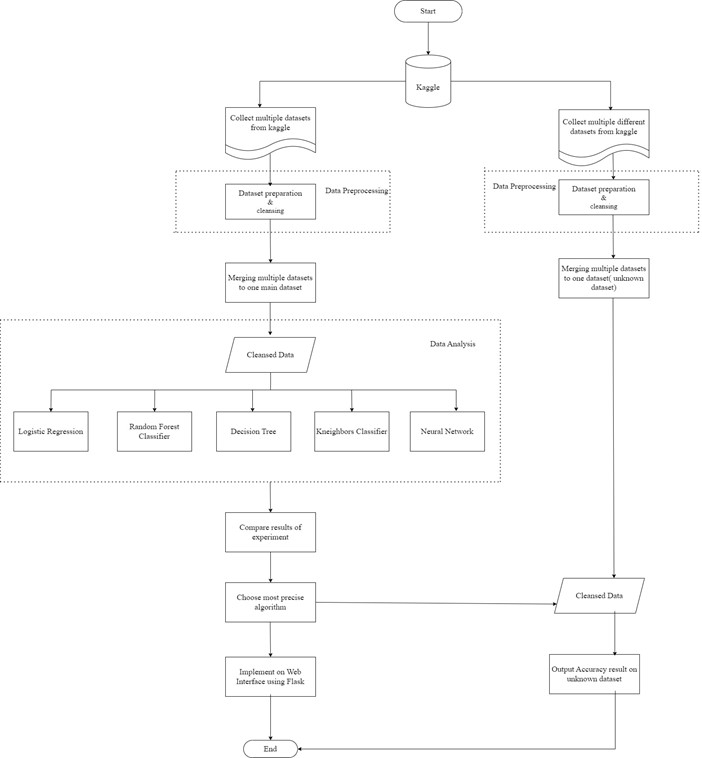 Start
Kaggle
Collect multiple datasets
from kaggle
Collect multiple different
datasets from kaggle
Data Preprocessing
Dataset preparation
&
cleansing
Data Preprocessing
Dataset preparation
&
cleansing
Merging multiple datasets
to one main dataset
Merging multiple datasets
to one dataset( unknown
dataset)
Data Analysis
Cleansed Data
Logistic Regression
Random Forest
Classifier
Decision Tree
Kneighbors Classifier
Neural Network
Compare results of
experiment
Choose most precise
algorithm
Cleansed Data
Implement on Web
Interface using Flask
Output Accuracy result on
unknown dataset
End